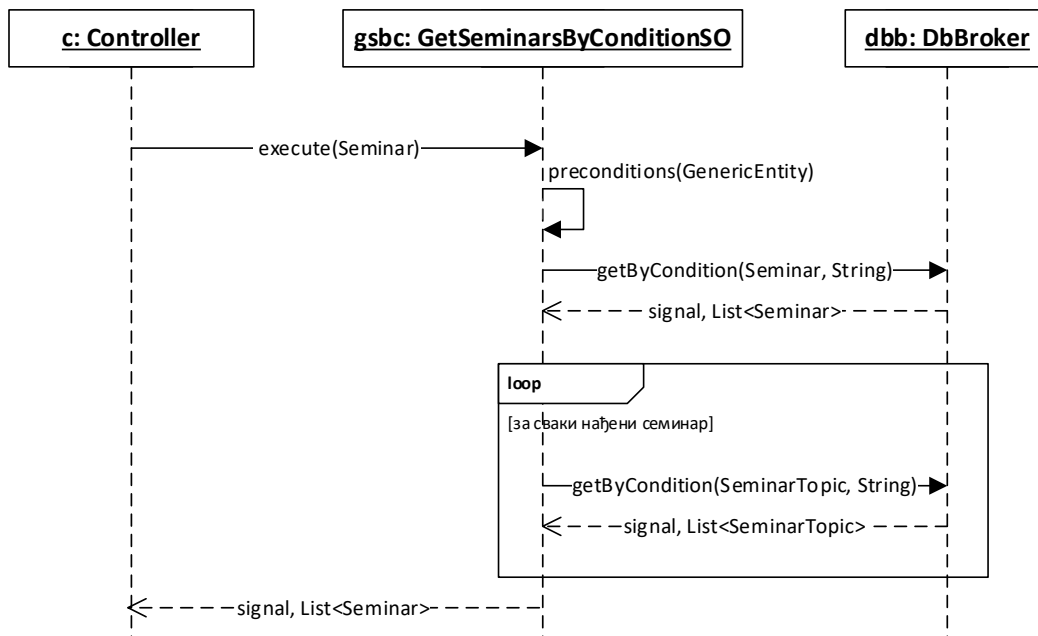 c: Controller
gsbc: GetSeminarsByConditionSO
dbb: DbBroker
execute(Seminar)
preconditions(GenericEntity)
getByCondition(Seminar, String)
signal, List<Seminar>
loop
[за сваки нађени семинар]
getByCondition(SeminarTopic, String)
signal, List<SeminarTopic>
signal, List<Seminar>